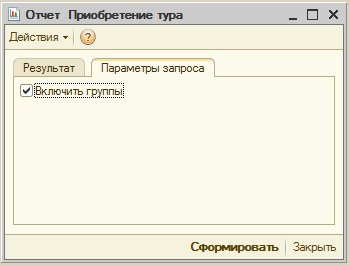 Отчет Приобретение тура
Действия ?
Результат Параметры запроса
Включить группы
Сформировать Закрыть